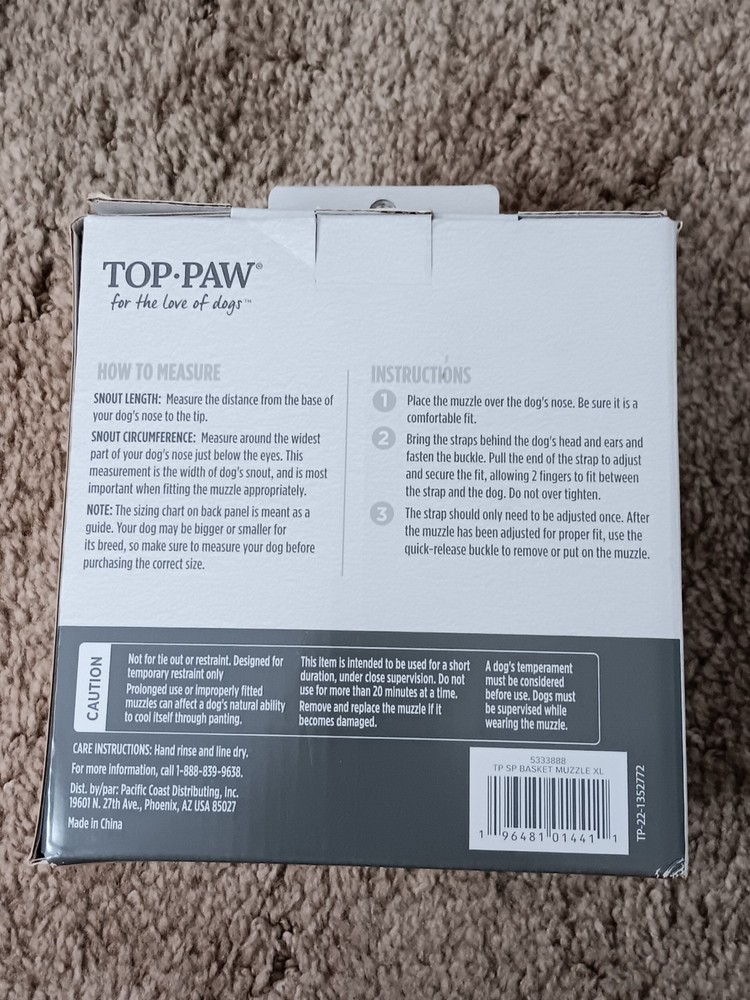 TOP•PAW®
for the love of dogs™
HOW TO MEASURE
SNOUT LENGTH: Measure the distance from the base of
your dog's nose to the tip.
SNOUT CIRCUMFERENCE: Measure around the widest
part of your dog's nose just below the eyes. This
measurement is the width of dog's snout, and is most
important when fitting the muzzle appropriately.
NOTE: The sizing chart on back panel is meant as a
guide. Your dog may be bigger or smaller for
its breed, so make sure to measure your dog before
purchasing the correct size.
INSTRUCTIONS
1 Place the muzzle over the dog's nose. Be sure it is a
comfortable fit.
2 Bring the straps behind the dog's head and ears and
fasten the buckle. Pull the end of the strap to adjust
and secure the fit, allowing 2 fingers to fit between
the strap and the dog. Do not over tighten.
3 The strap should only need to be adjusted once. After
the muzzle has been adjusted for proper fit, use the
quick-release buckle to remove or put on the muzzle.
CAUTION
Not for tie out or restraint. Designed for
temporary restraint only
Prolonged use or improperly fitted
muzzles can affect a dog's natural ability
to cool itself through panting.
This item is intended to be used for a short
duration, under close supervision. Do not
use for more than 20 minutes at a time.
Remove and replace the muzzle if it
becomes damaged.
A dog's temperament
must be considered
before use. Dogs must
be supervised while
wearing the muzzle.
CARE INSTRUCTIONS: Hand rinse and line dry.
For more information, call 1-888-839-9638.
Dist. by/par: Pacific Coast Distributing, Inc.
19601 N. 27th Ave., Phoenix, AZ USA 85027
Made in China
5333888
TP SP BASKET MUZZLE XL
1 96481 01441 1
TP-22-1352772